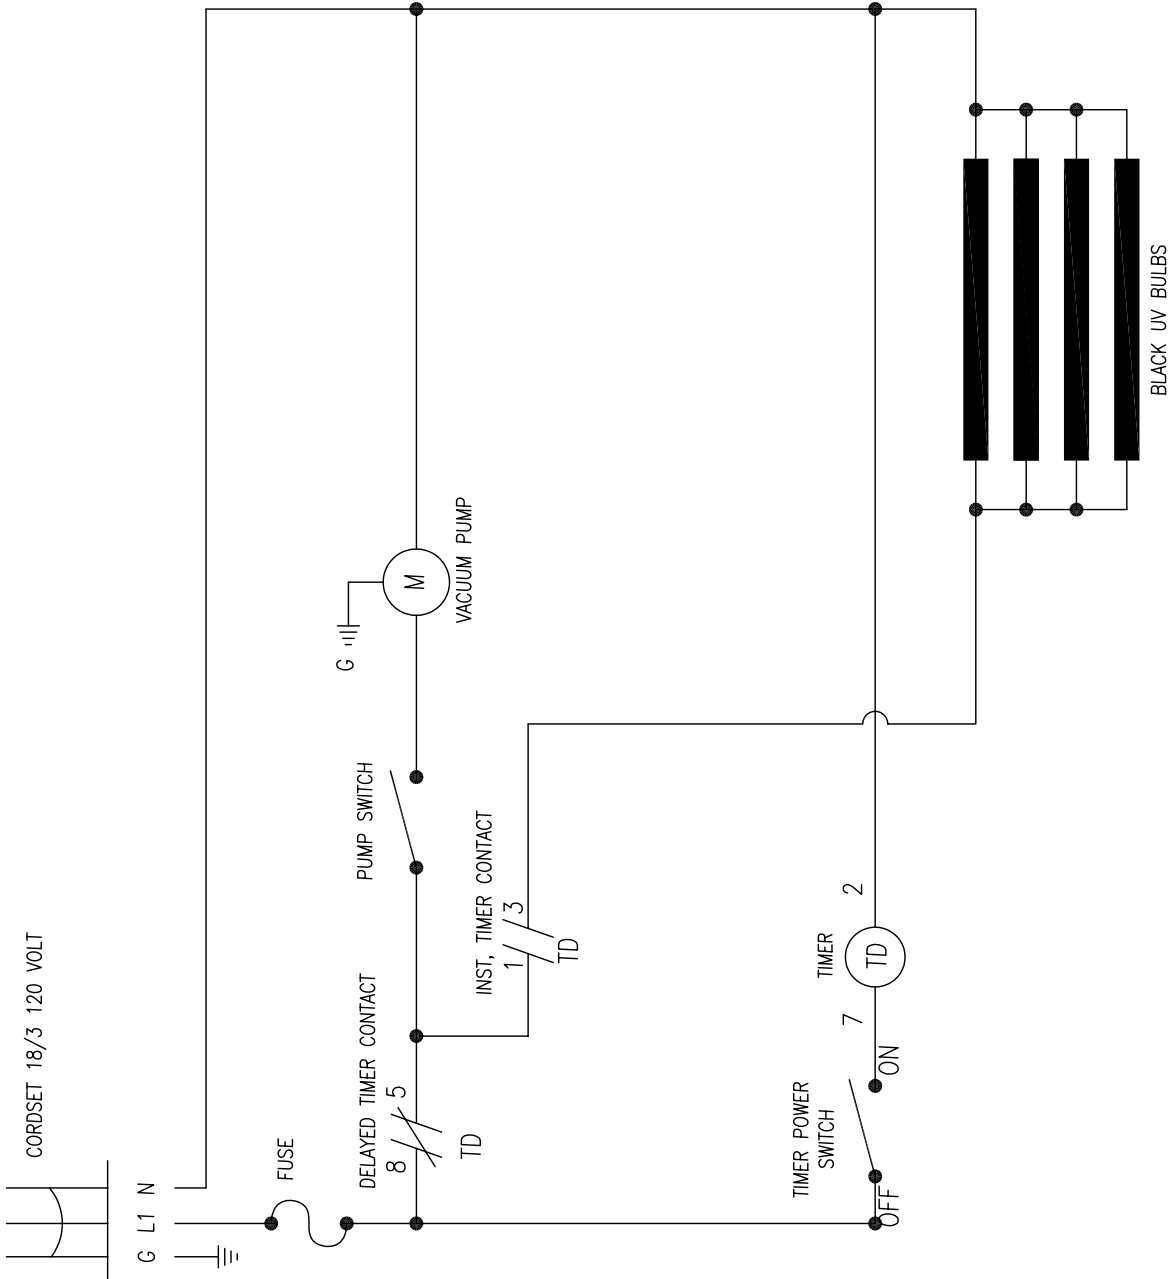 CORDSET 18/3 120 VOLT
G L1 N
FUSE
DELAYED TIMER CONTACT
8 5
TD
PUMP SWITCH
G
M
VACUUM PUMP
INST, TIMER CONTACT
1 3
TD
TIMER POWER
SWITCH
OFF
ON
7
TIMER
TD
2
BLACK UV BULBS